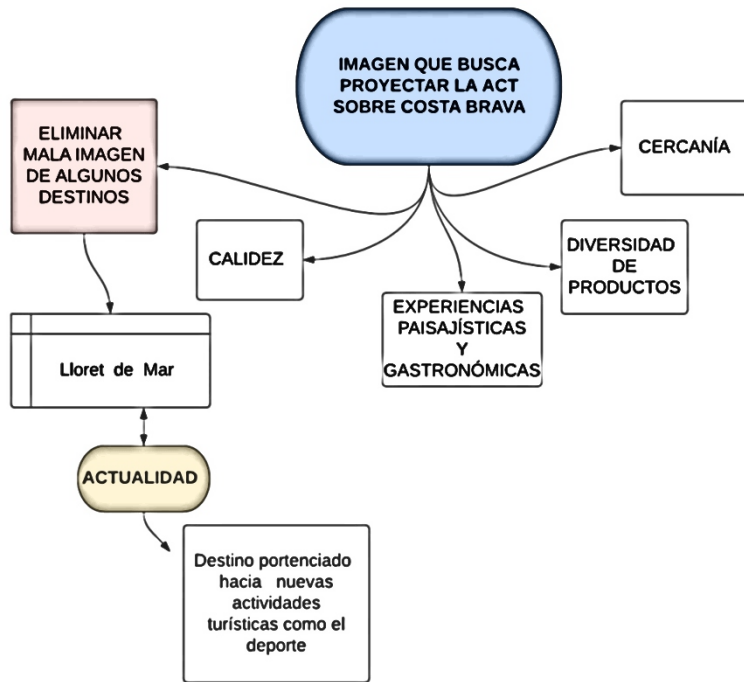 IMAGEN QUE BUSCA
PROYECTAR LA ACT
SOBRE COSTA BRAVA
ELIMINAR
MALA IMAGEN
DE ALGUNOS
DESTINOS
CERCANÍA
CALIDEZ
DIVERSIDAD
DE
PRODUCTOS
EXPERIENCIAS
PAISAJÍSTICAS
Y
GASTRONÓMICAS
Lloret de Mar
ACTUALIDAD
Destino portenciado
hacia nuevas
actividades
turísticas como el
deporte